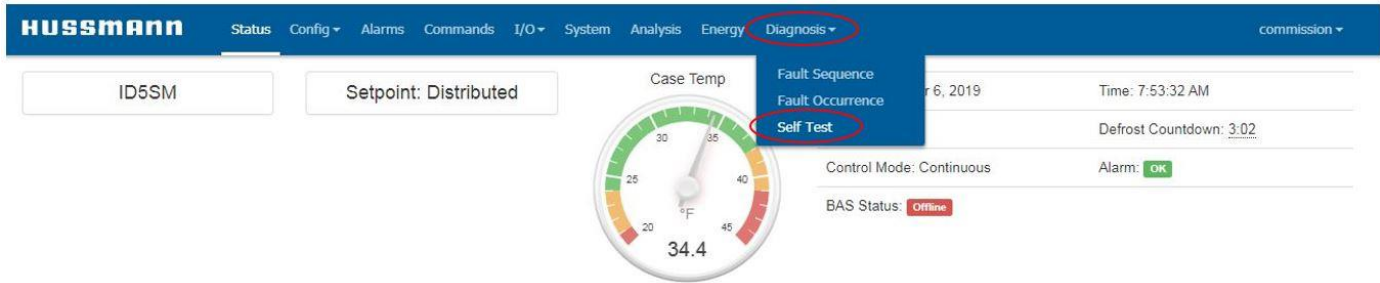 HUSSMANN Status Config I/O Alarms Commands I/O System Analysis Energy Diagnosis commission
ID5SM
Setpoint: Distributed
Case Temp
20
25
30
35
40
45
°F
34.4
Fault Sequence
Fault Occurrence
Self Test
6, 2019
Time: 7:53:32 AM
Defrost Countdown: 3:02
Control Mode: Continuous
Alarm: OK
BAS Status: Offline